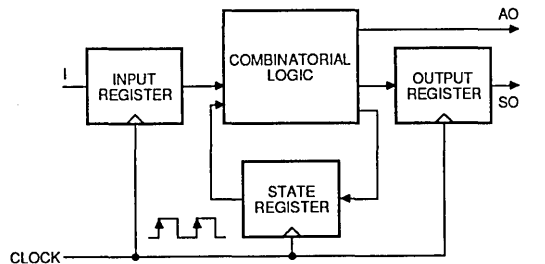 AO
COMBINATORIAL
LOGIC
I
INPUT
REGISTER
OUTPUT
REGISTER
SO
STATE
REGISTER
CLOCK